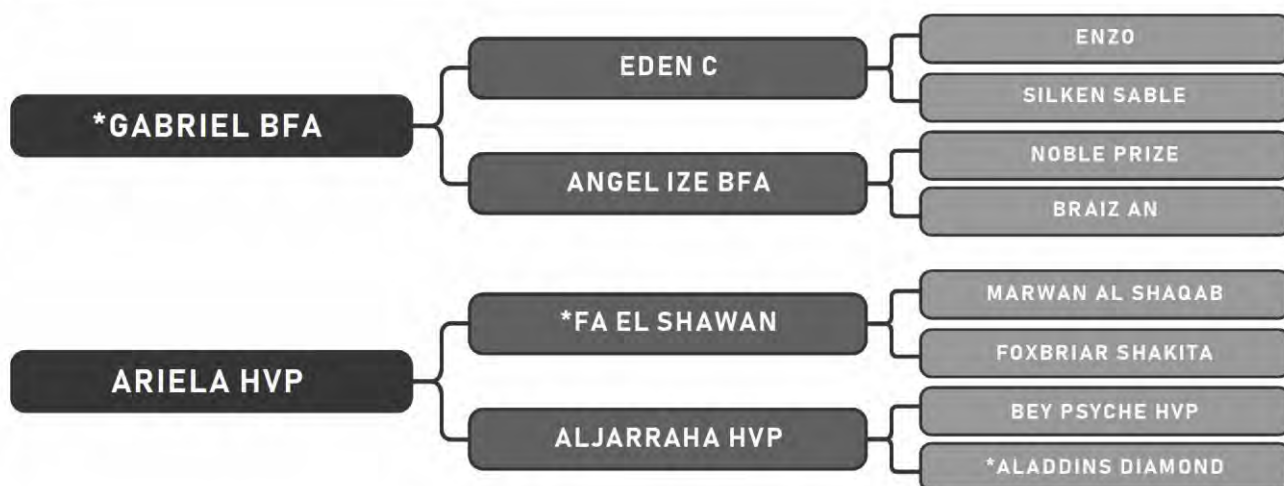 *GABRIEL BFA
EDEN C
ENZO
SILKEN SABLE
ANGEL IZE BFA
NOBLE PRIZE
BRAIZ AN
ARIELA HVP
*FA EL SHAWAN
MARWAN AL SHAQAB
FOXBRIAR SHAKITA
ALJARRAHA HVP
BEY PSYCHE HVP
*ALADDINS DIAMOND